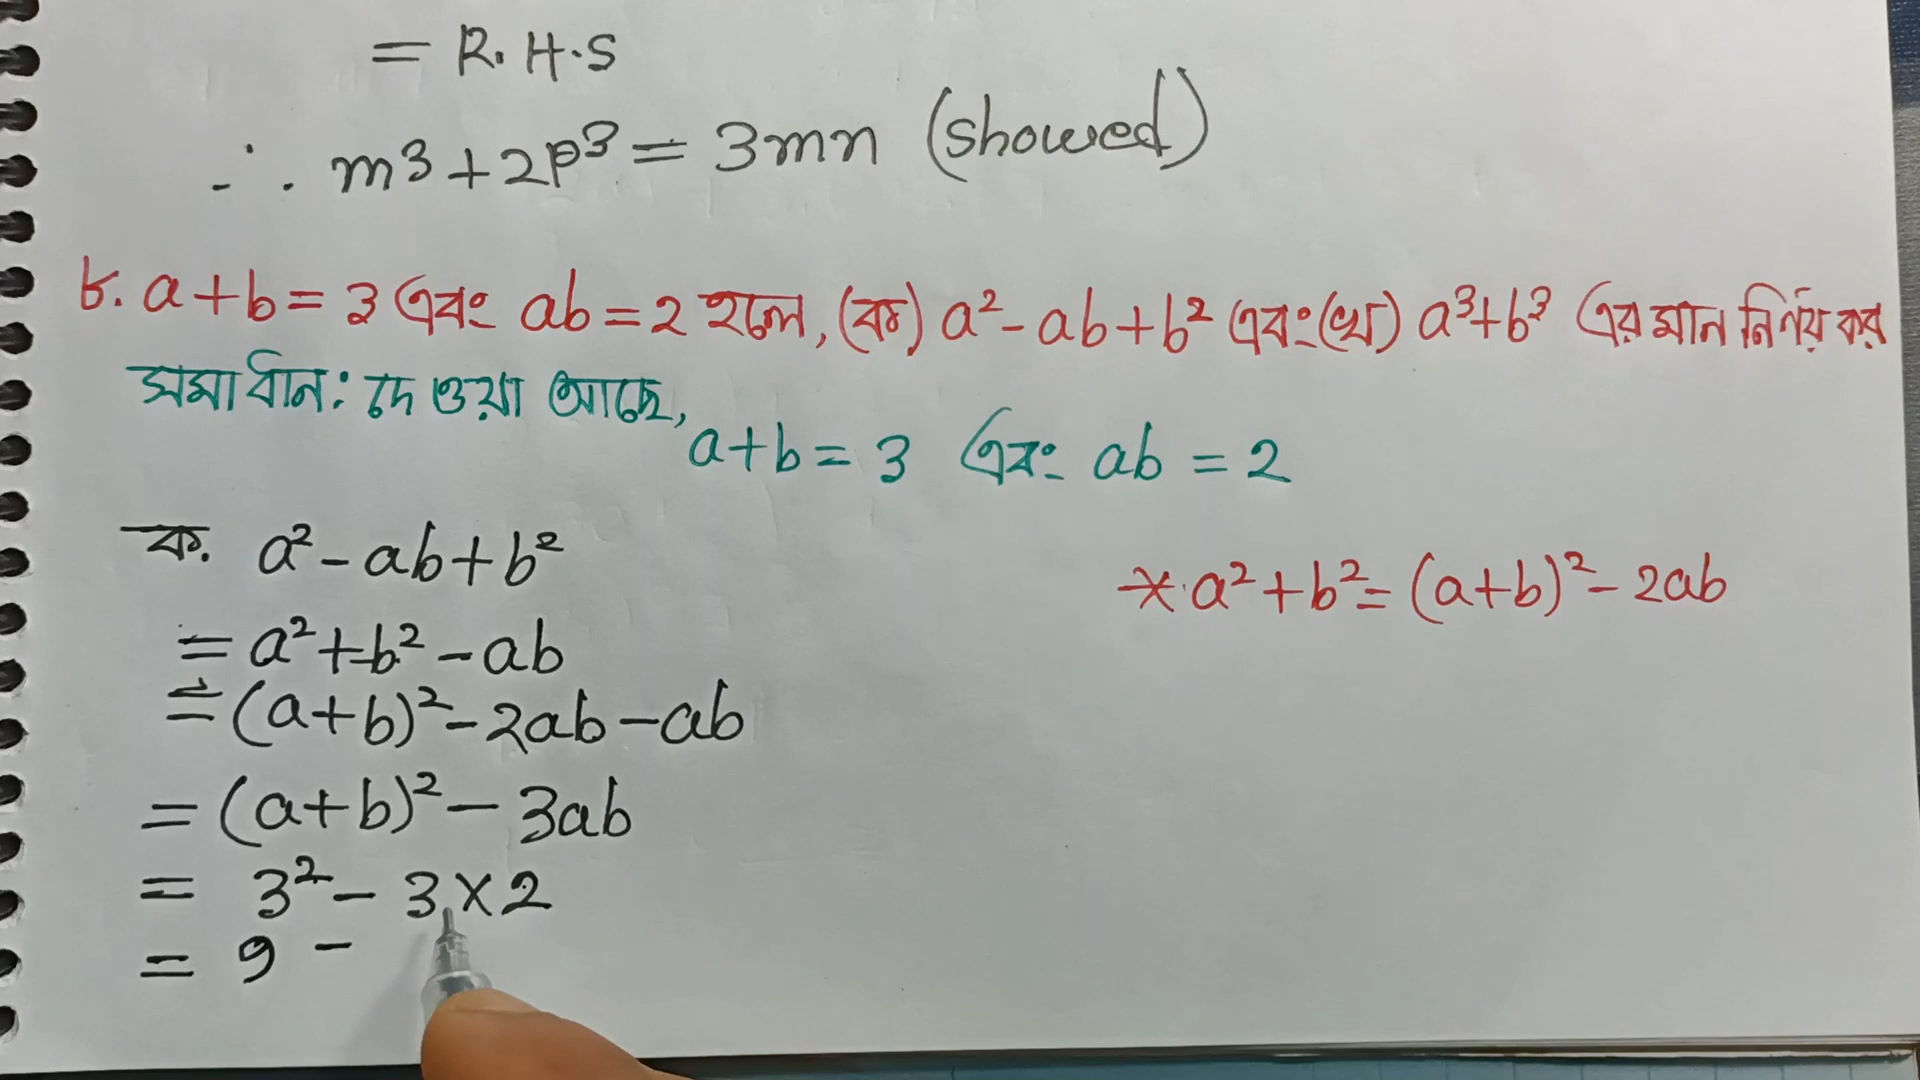 = R.H.S
∴ m³+2p³ = 3mn (showed)
৮. a+b = 3 এবং ab = 2 হলে, (ক) a² - ab + b² এবং (খ) a³+b³ এর মান নির্ণয় কর
সমাধান: দেওয়া আছে,
a+b = 3 এবং ab = 2
ক. a² - ab + b²
* a² + b² = (a+b)² - 2ab
= a² + b² - ab
= (a+b)² - 2ab - ab
= (a+b)² - 3ab
= 3² - 3×2
= 9 -